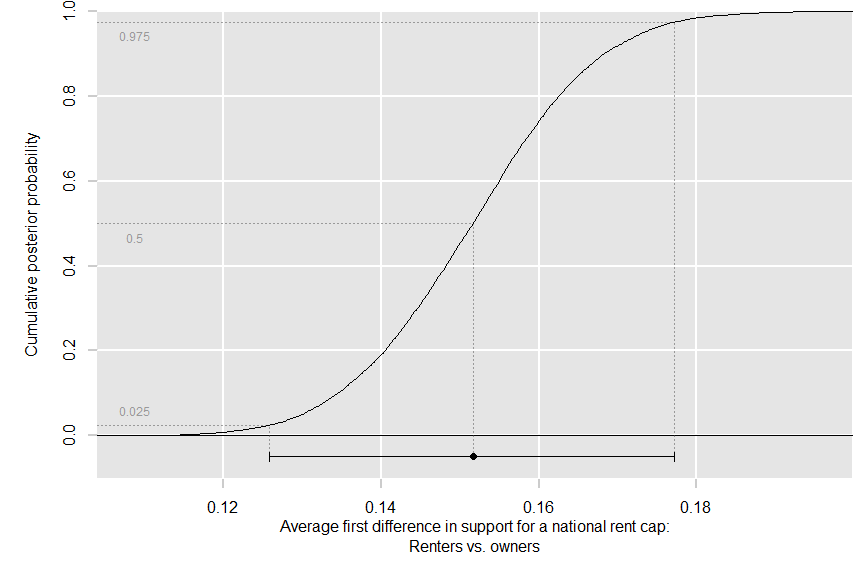 1.0
0.975
0.8
0.6
0.5
0.4
0.2
0.025
0.0
Cumulative posterior probability
0.12 0.14 0.16 0.18
Average first difference in support for a national rent cap:
Renters vs. owners